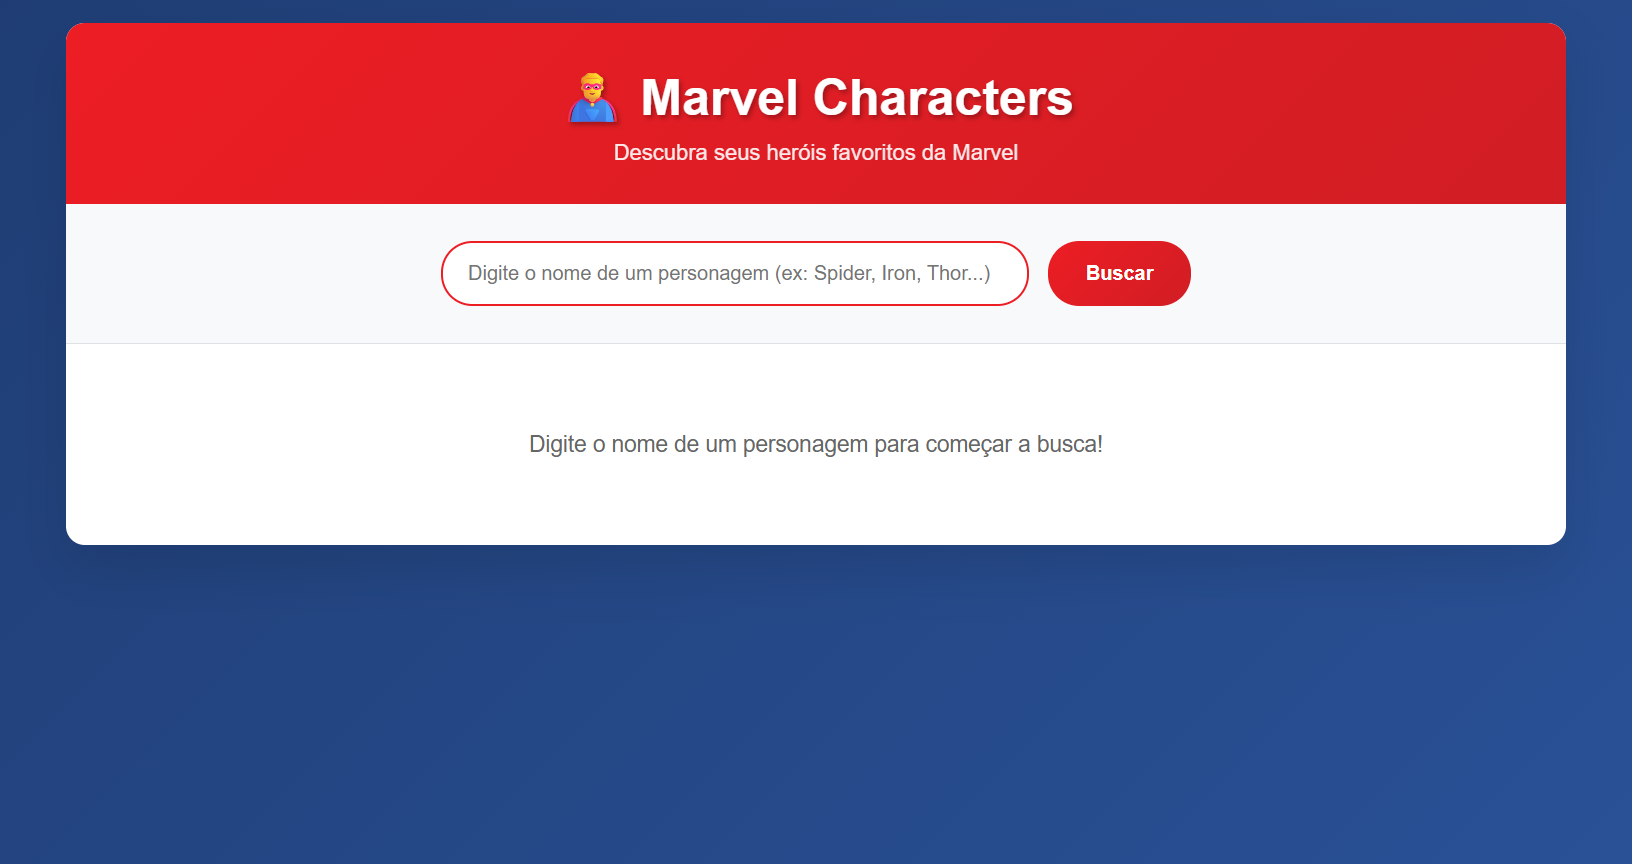 Marvel Characters
Descubra seus heróis favoritos da Marvel
Digite o nome de um personagem (ex: Spider, Iron, Thor...)
Buscar
Digite o nome de um personagem para começar a busca!